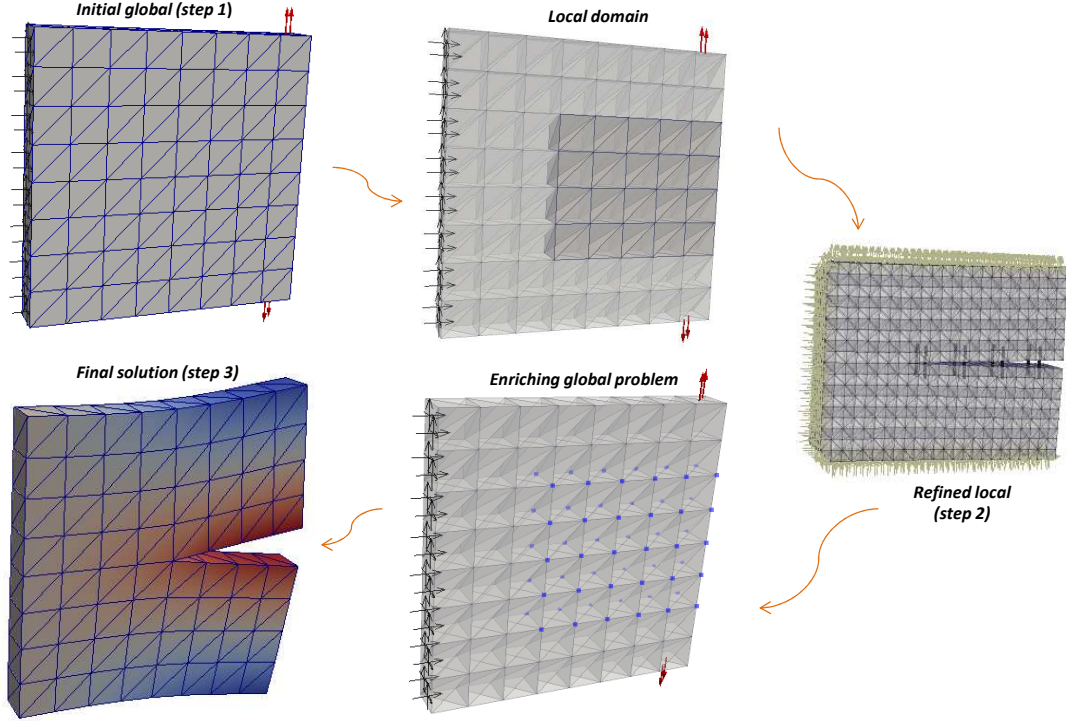 Initial global (step 1)
Local domain
Refined local
(step 2)
Enriching global problem
Final solution (step 3)